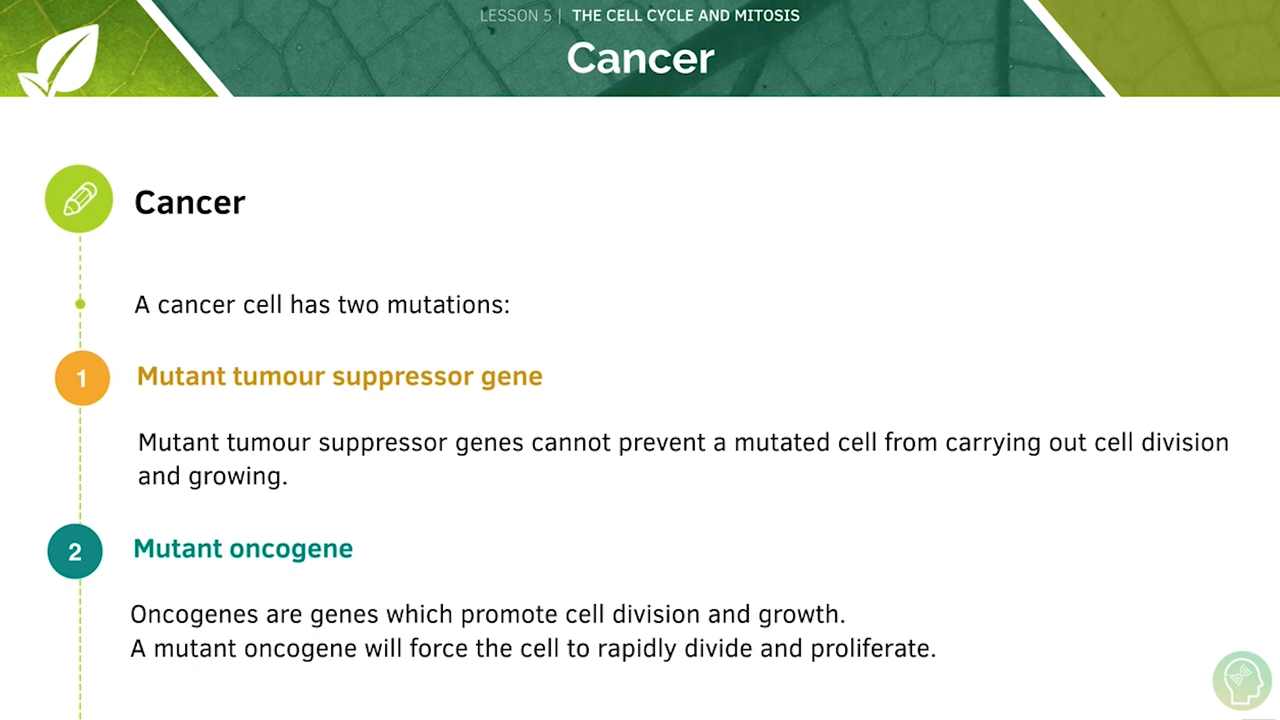 LESSON 5 | THE CELL CYCLE AND MITOSIS
Cancer
Cancer
A cancer cell has two mutations:
1 Mutant tumour suppressor gene
Mutant tumour suppressor genes cannot prevent a mutated cell from carrying out cell division
and growing.
2 Mutant oncogene
Oncogenes are genes which promote cell division and growth.
A mutant oncogene will force the cell to rapidly divide and proliferate.